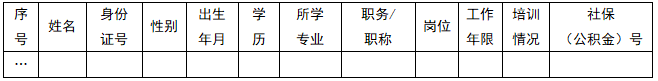 序号 姓名 身份证号 性别 出生年月 学历 所学专业 职务/职称 岗位 工作年限 培训情况 社保（公积金）号
…